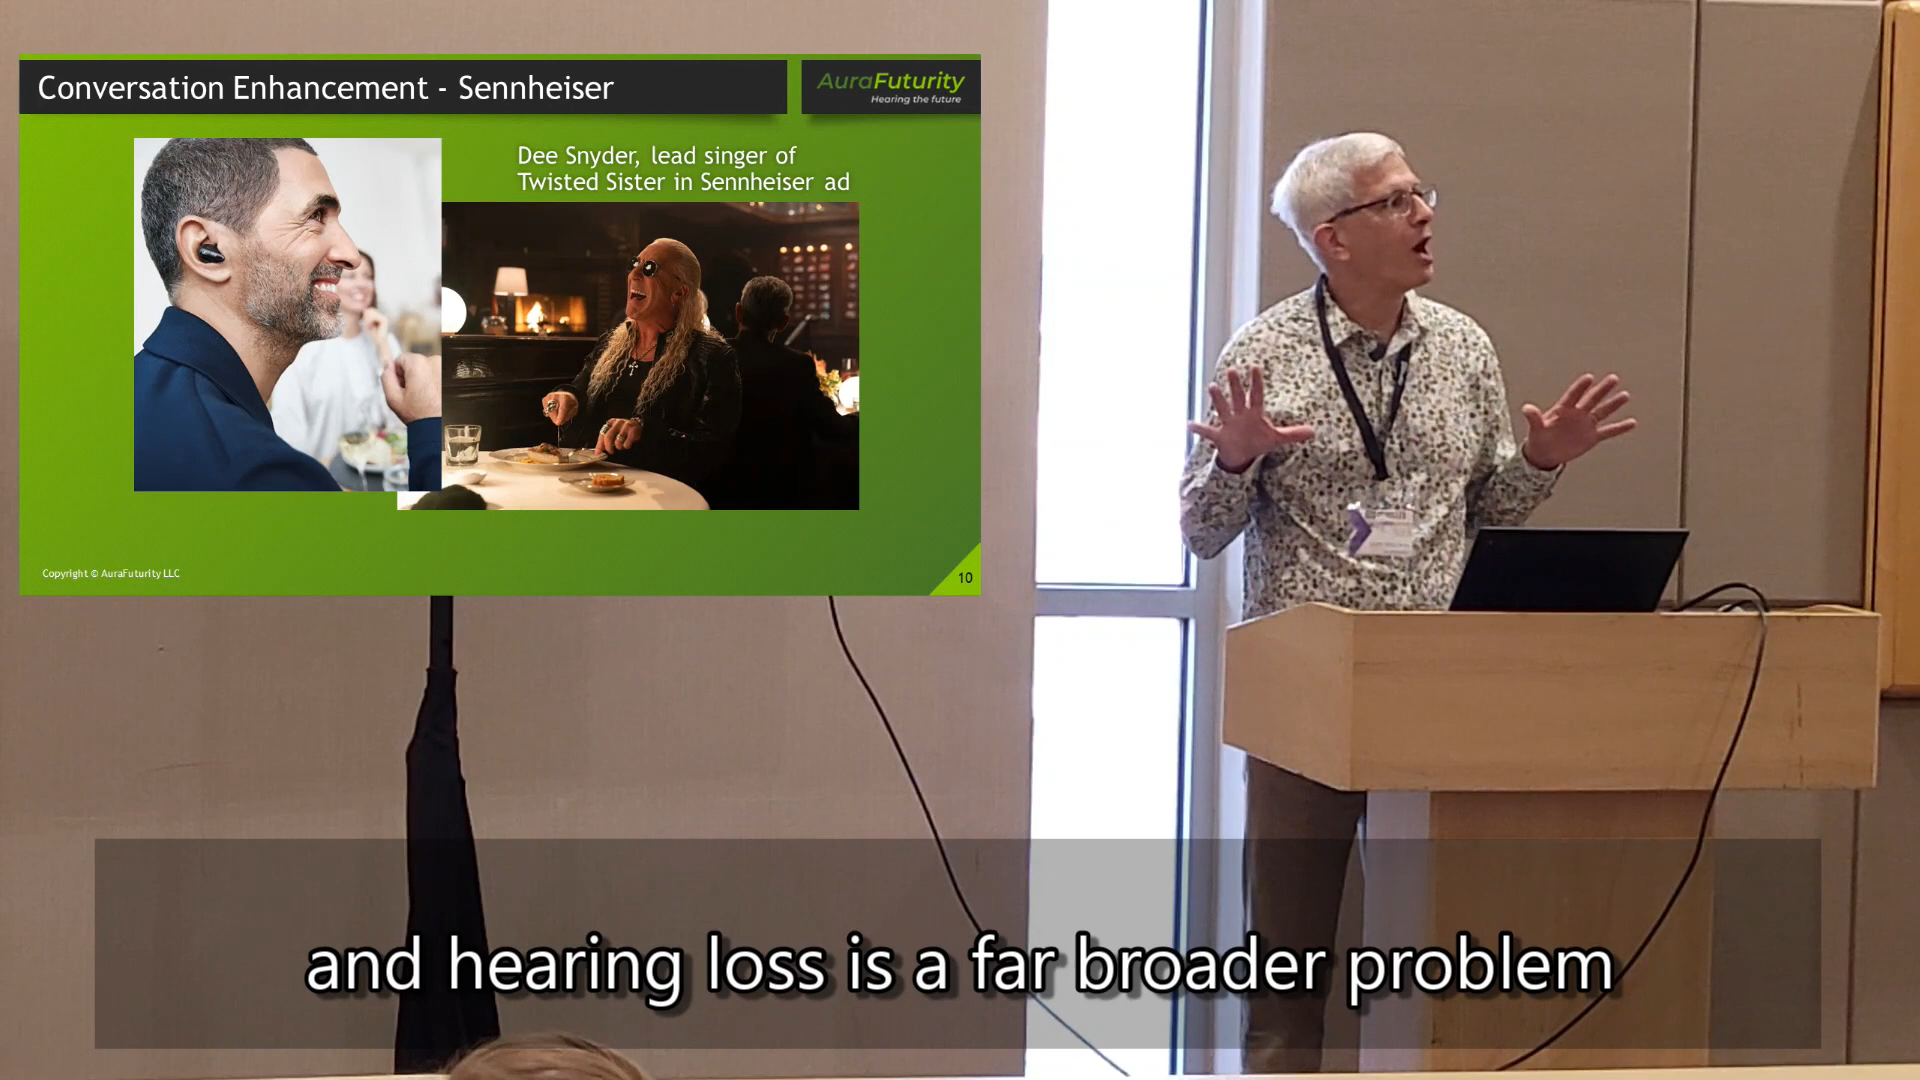 Conversation Enhancement - Sennheiser
AuraFuturity
Hearing the future
Dee Snyder, lead singer of
Twisted Sister in Sennheiser ad
Copyright © AuraFuturity LLC
10
and hearing loss is a far broader problem